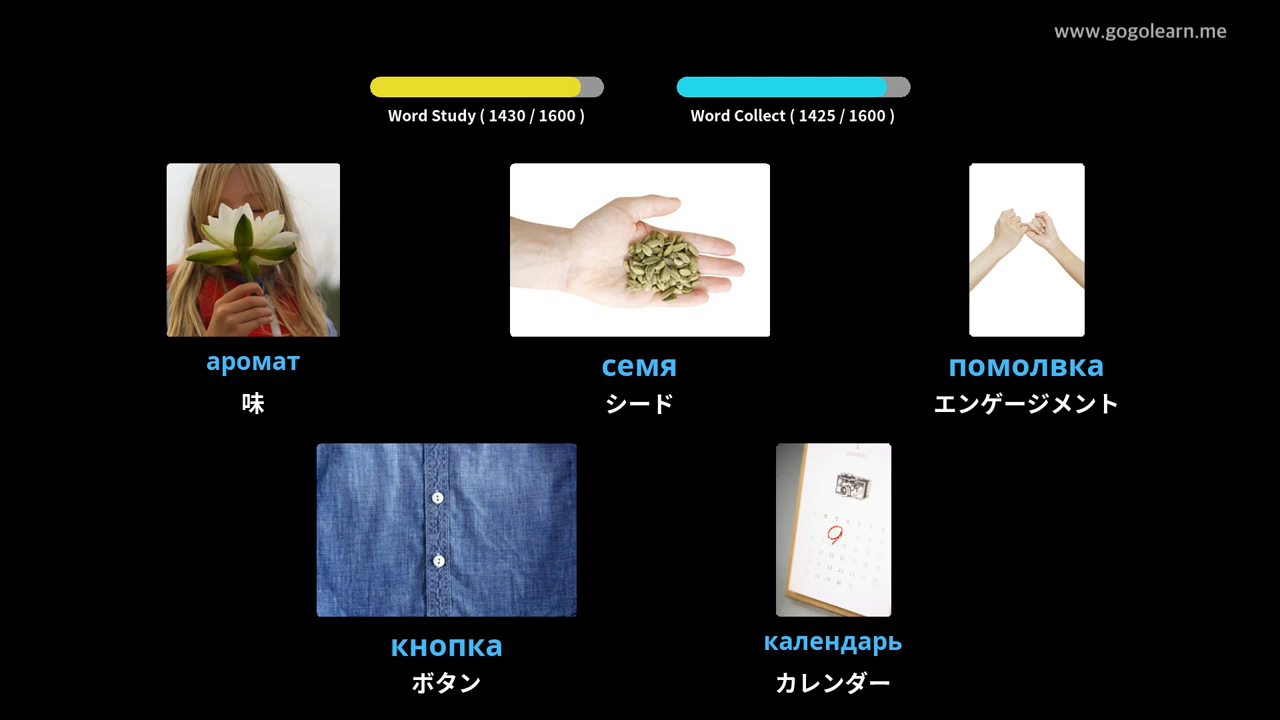 www.gogolearn.me
Word Study ( 1430 / 1600 )
Word Collect ( 1425 / 1600 )
аромат
味
семя
シード
помолвка
エンゲージメント
кнопка
ボタン
календарь
カレンダー